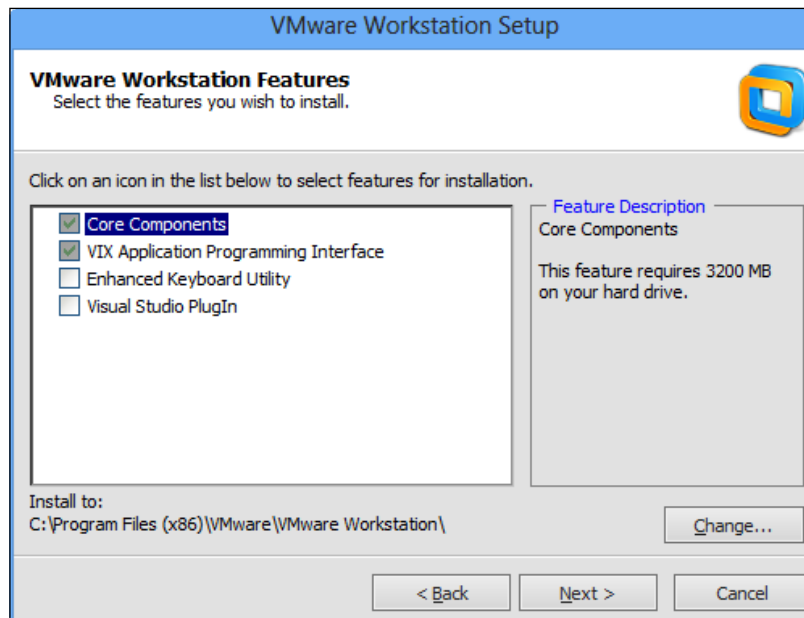 VMware Workstation Setup
VMware Workstation Features
Select the features you wish to install.
Click on an icon in the list below to select features for installation.
Core Components
VIX Application Programming Interface
Enhanced Keyboard Utility
Visual Studio PlugIn
Feature Description
Core Components
This feature requires 3200 MB
on your hard drive.
Install to:
C:\Program Files (x86)\VMware\VMware Workstation\
Change...
< Back
Next >
Cancel